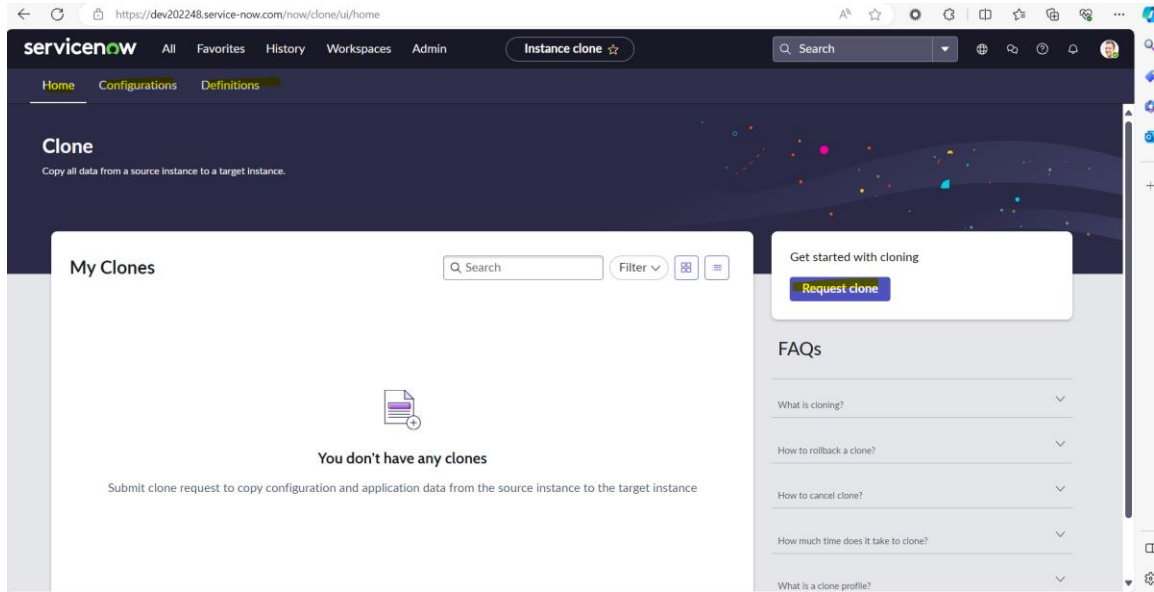 https://dev202248.service-now.com/now/clone/ui/home
servicenow All Favorites History Workspaces Admin Instance clone Search
Home Configurations Definitions
Clone
Copy all data from a source instance to a target instance.
My Clones Search Filter
Get started with cloning
Request clone
FAQs
What is cloning?
How to rollback a clone?
You don't have any clones
Submit clone request to copy configuration and application data from the source instance to the target instance
How to cancel clone?
How much time does it take to clone?
What is a clone profile?